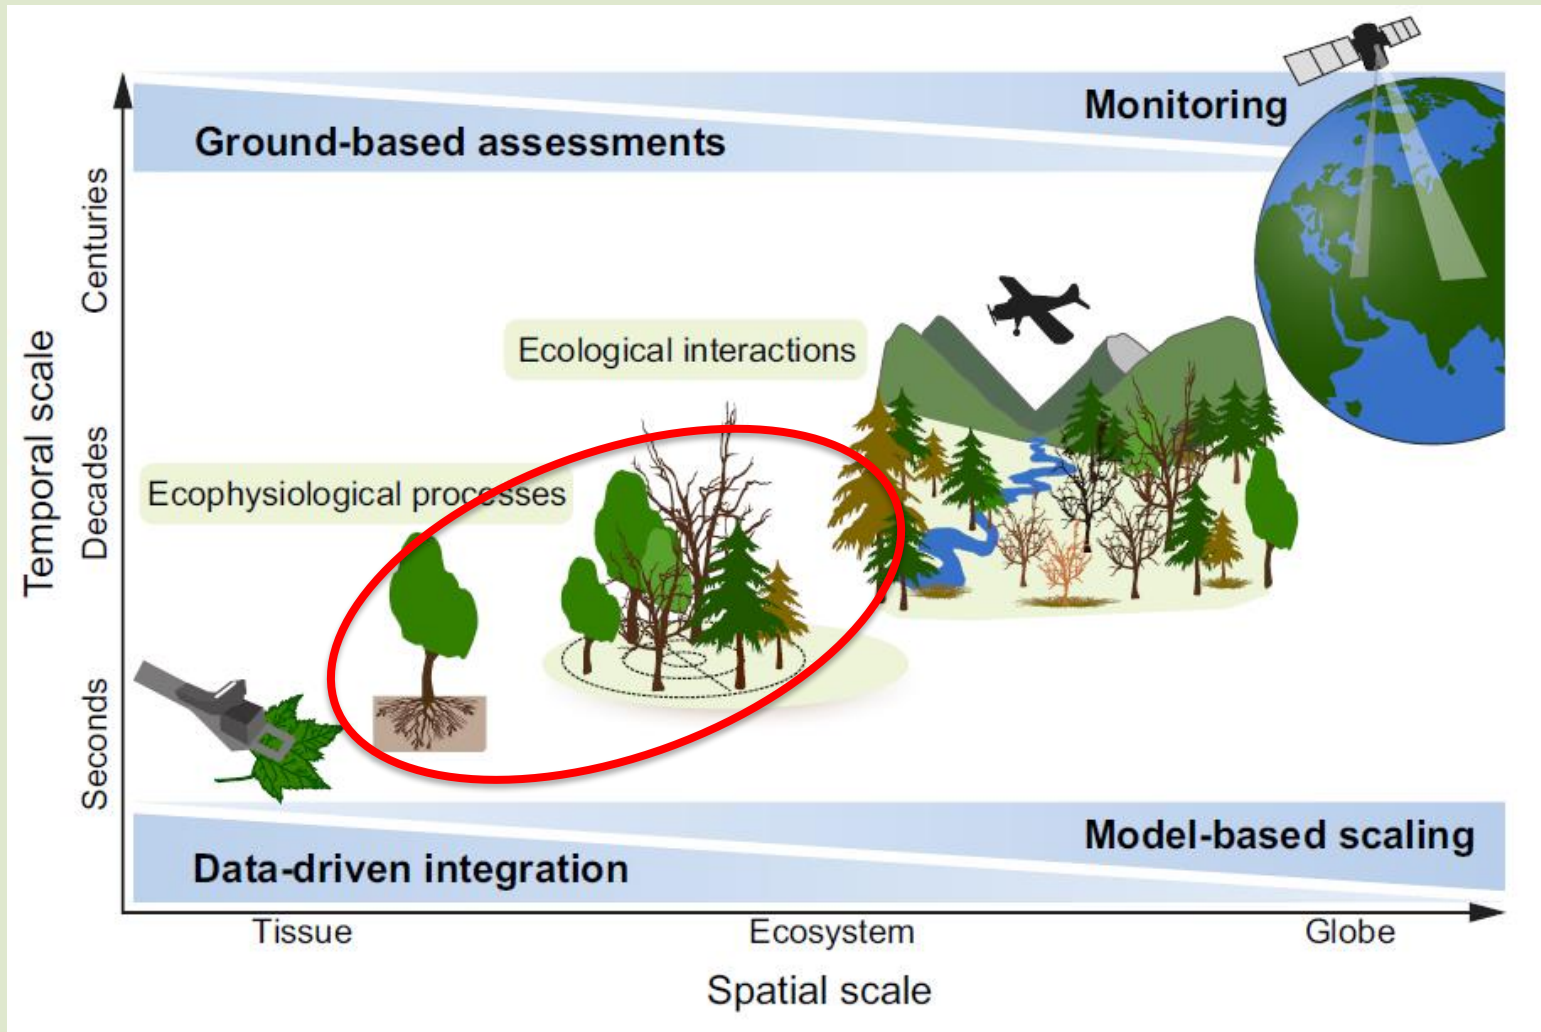 Monitoring
Ground-based assessments
Centuries
Ecological interactions
Temporal scale
Decades
Ecophysiological processes
Seconds
Model-based scaling
Data-driven integration
Tissue
Ecosystem
Globe
Spatial scale